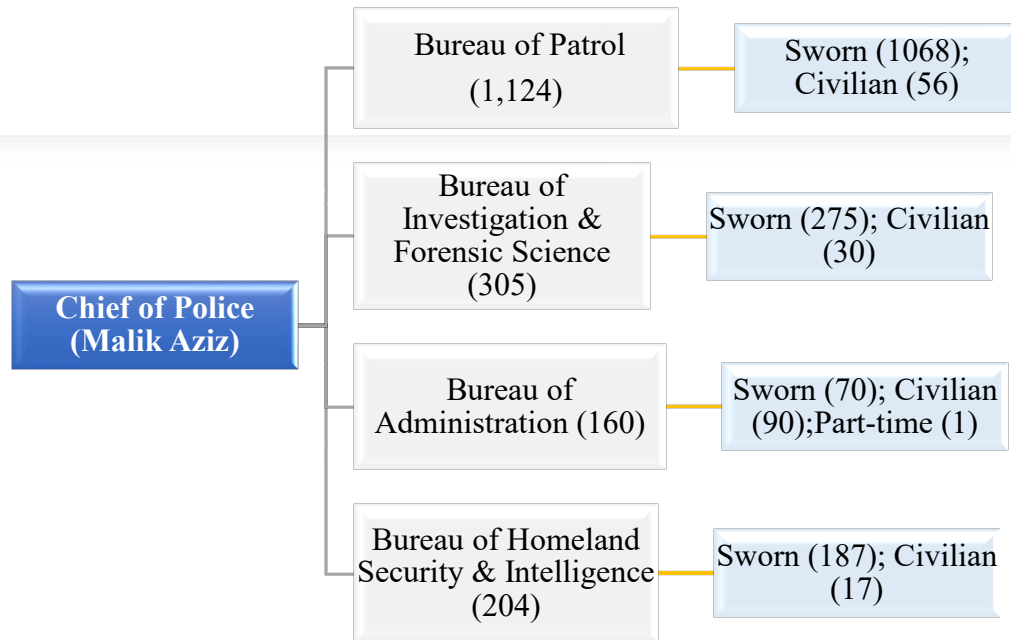 Bureau of Patrol
(1,124)
Sworn (1068);
Civilian (56)
Bureau of
Investigation &
Forensic Science
(305)
Sworn (275); Civilian
(30)
Chief of Police
(Malik Aziz)
Bureau of
Administration (160)
Sworn (70); Civilian
(90);Part-time (1)
Bureau of Homeland
Security & Intelligence
(204)
Sworn (187); Civilian
(17)